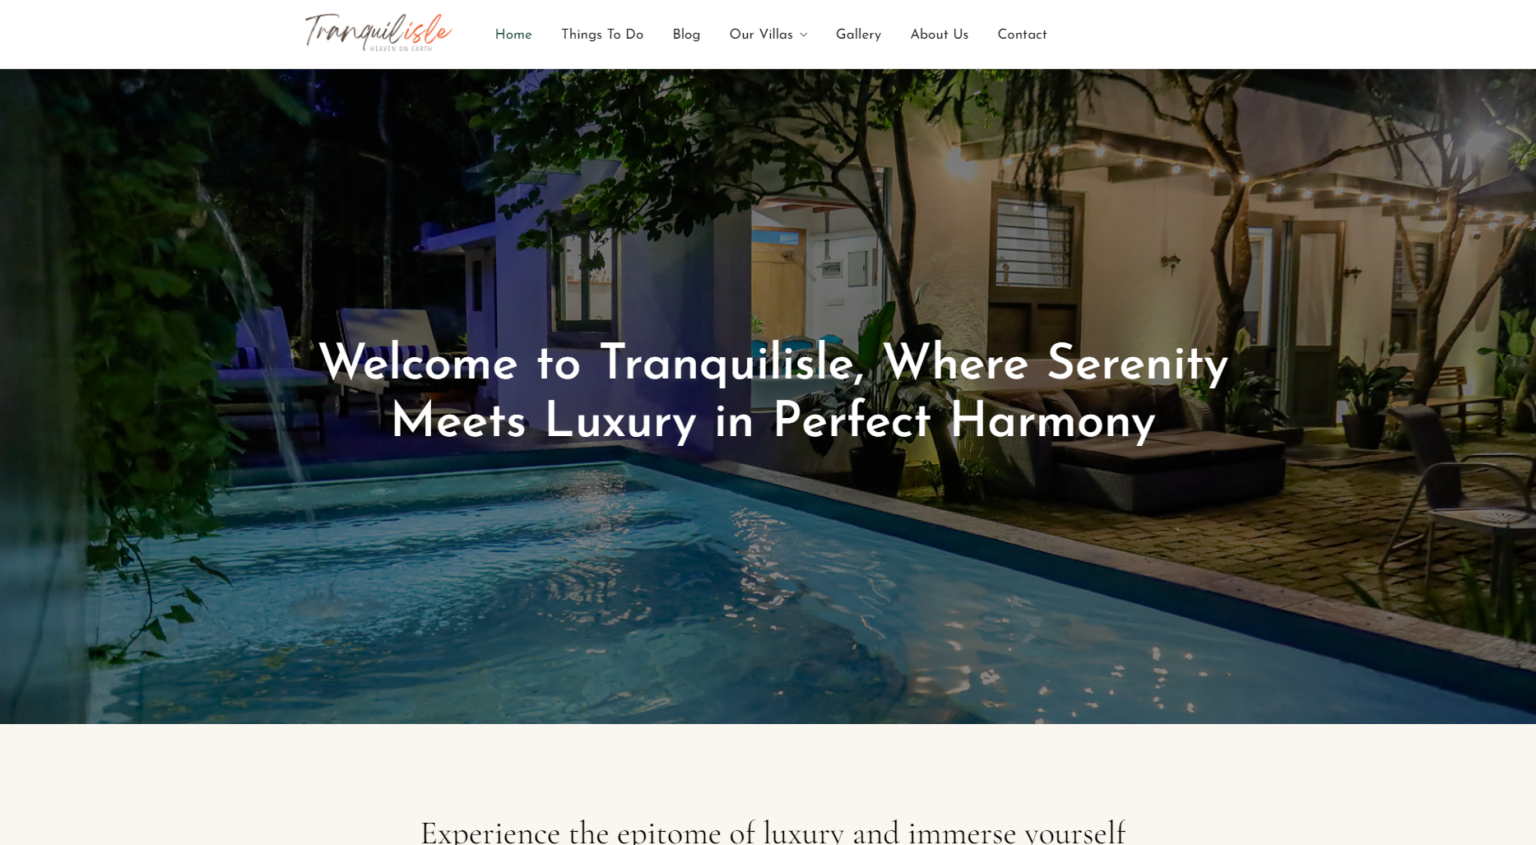 Tranquilisle
HEAVEN ON EARTH
Home
Things To Do
Blog
Our Villas
Gallery
About Us
Contact
Welcome to Tranquilisle, Where Serenity
Meets Luxury in Perfect Harmony
Experience the epitome of luxury and immerse yourself